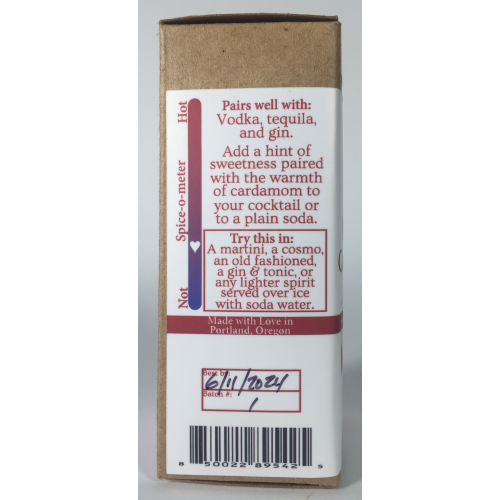 Hot
Spice-o-meter
Not
Pairs well with:
Vodka, tequila,
and gin.
Add a hint of
sweetness paired
with the warmth
of cardamom to
your cocktail or
to a plain soda.
Try this in:
A martini, a cosmo,
an old fashioned,
a gin & tonic, or
any lighter spirit
served over ice
with soda water.
Made with Love in
Portland, Oregon
Best by:
6/11/2024
Batch #:
1
8 50022 89542 5